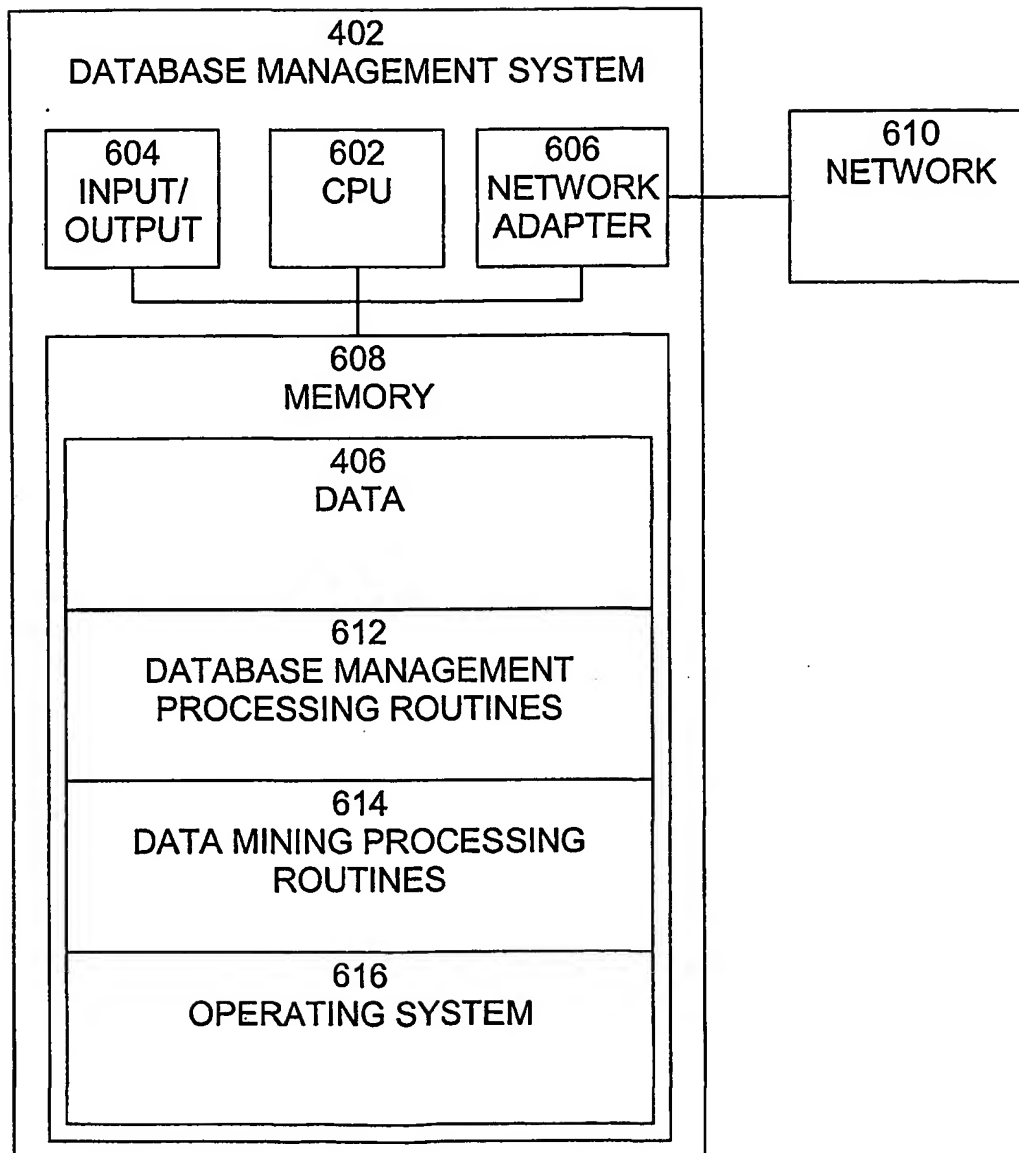 402
DATABASE MANAGEMENT SYSTEM
604
INPUT/
OUTPUT
602
CPU
606
NETWORK
ADAPTER
610
NETWORK
608
MEMORY
406
DATA
612
DATABASE MANAGEMENT
PROCESSING ROUTINES
614
DATA MINING PROCESSING
ROUTINES
616
OPERATING SYSTEM